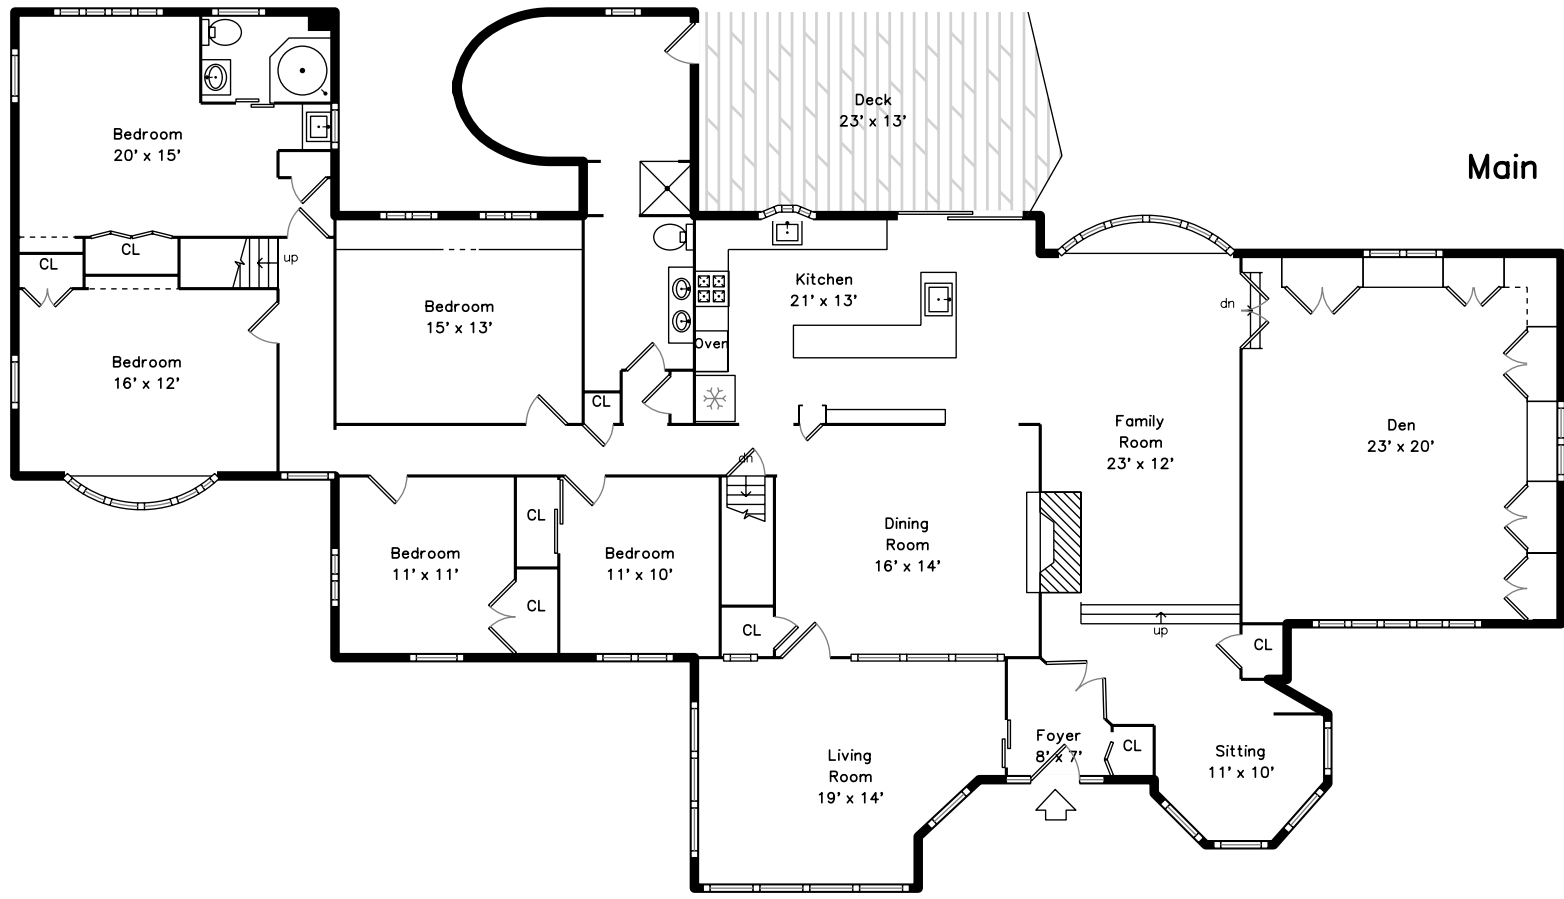 Deck
23' x 13'
Main
Bedroom
20' x 15'
CL
CL
up
Kitchen
21' x 13'
Bedroom
15' x 13'
dn
Oven
Bedroom
16' x 12'
CL
Family
Room
23' x 12'
Den
23' x 20'
dn
CL
CL
Bedroom
11' x 11'
Bedroom
11' x 10'
Dining
Room
16' x 14'
CL
up
CL
Foyer
8' x 7'
CL
Living
Room
19' x 14'
Sitting
11' x 10'